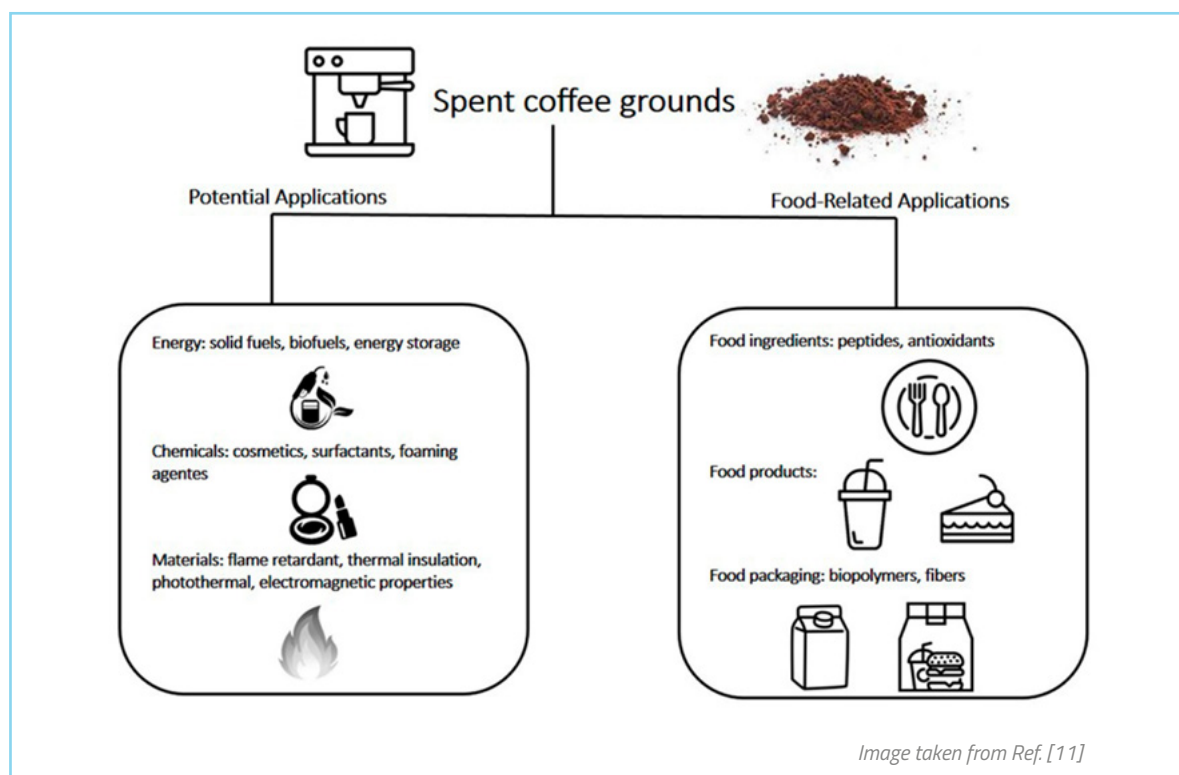 Spent coffee grounds
Potential Applications
Food-Related Applications
Energy: solid fuels, biofuels, energy storage
Chemicals: cosmetics, surfactants, foaming
agentes
Materials: flame retardant, thermal insulation,
photothermal, electromagnetic properties
Food ingredients: peptides, antioxidants
Food products:
Food packaging: biopolymers, fibers
Image taken from Ref. [11]